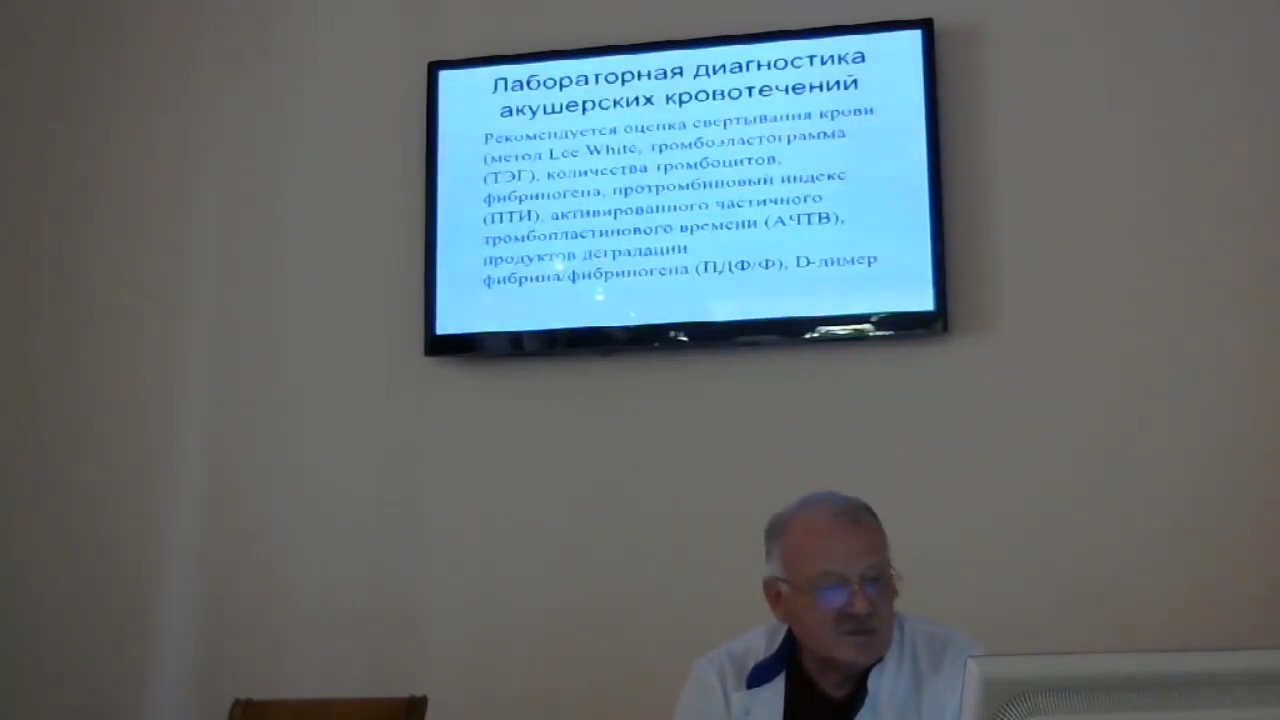 Лабораторная диагностика
акушерских кровотечений
Рекомендуется оценка свертывания крови
(метод Lee White, тромбоэластограмма
(ТЭГ), количества тромбоцитов,
фибриногена, протромбиновый индекс
(ПТИ), активированного частичного
тромбопластинового времени (АЧТВ),
продуктов деградации
фибрина/фибриногена (ПДФ/Ф), D-димер